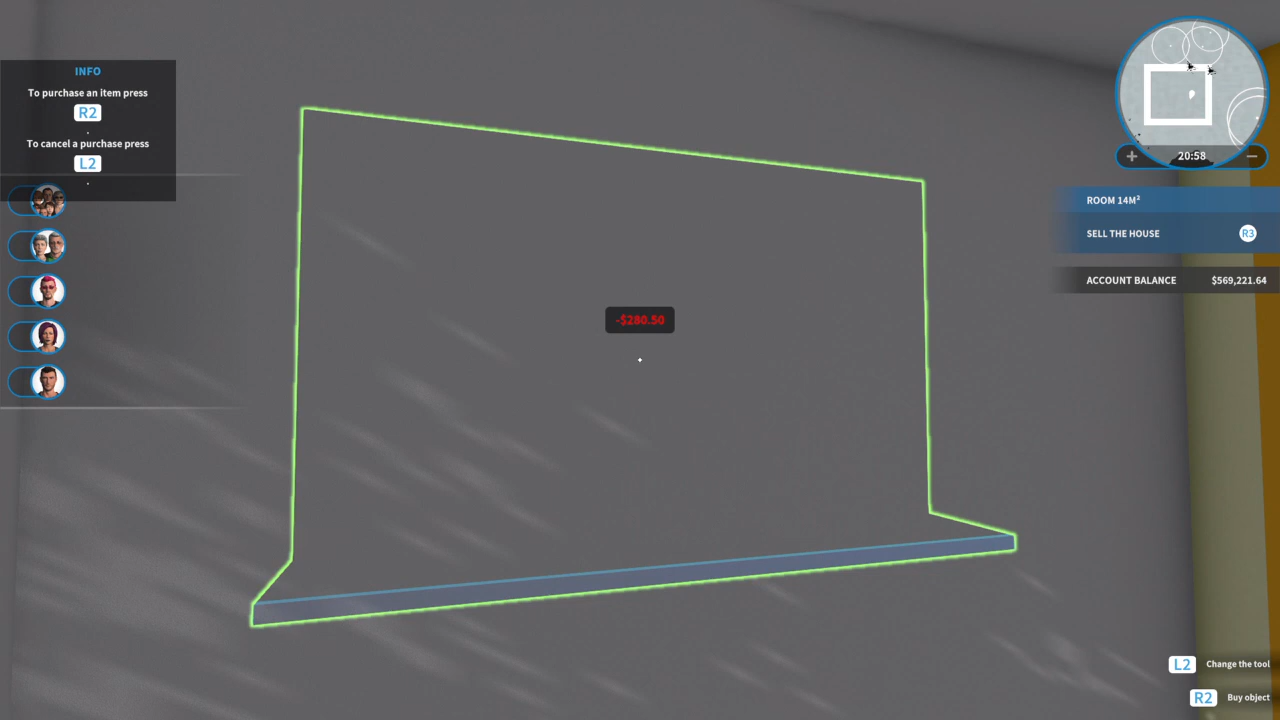 INFO
To purchase an item press
R2
.
To cancel a purchase press
L2
.
+ 20:58 −
ROOM 14M²
SELL THE HOUSE R3
ACCOUNT BALANCE $569,221.64
-$280.50
L2 Change the tool
R2 Buy object